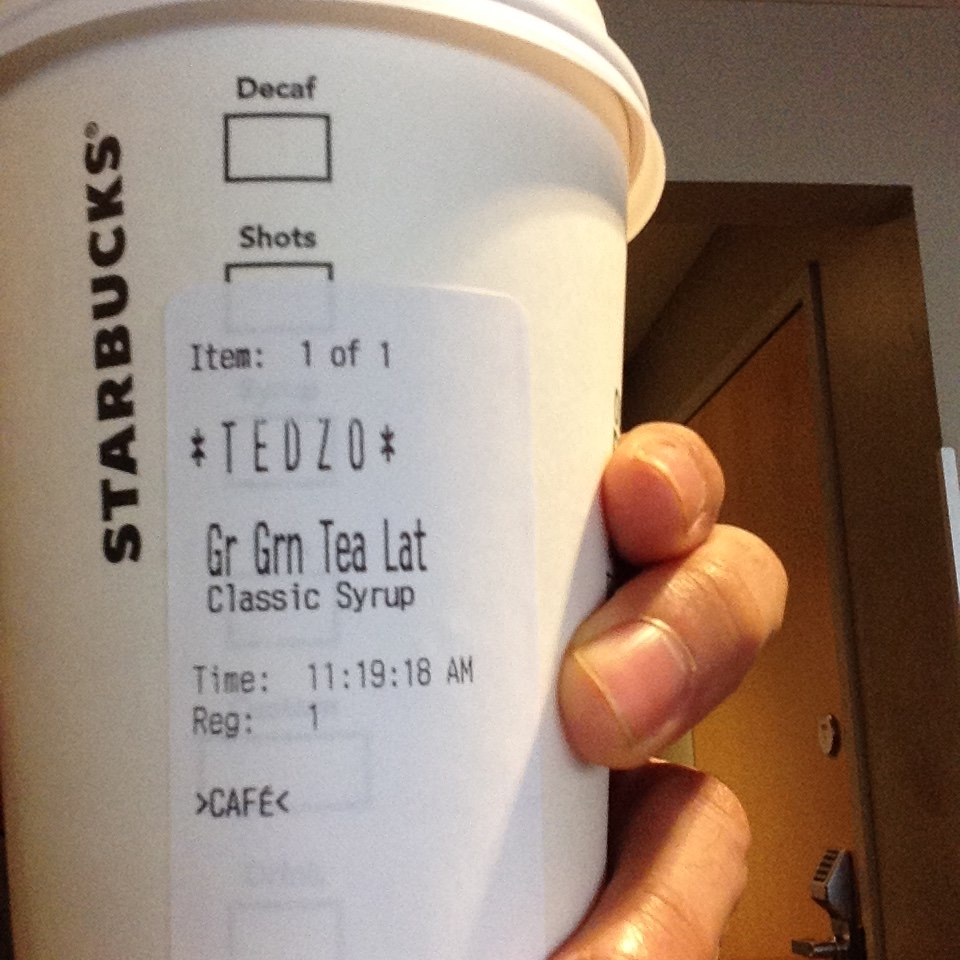 STARBUCKS®
Decaf
Shots
Item: 1 of 1
*TEDZO*
Gr Grn Tea Lat
Classic Syrup
Time: 11:19:18 AM
Reg: 1
>CAFÉ<
Drink